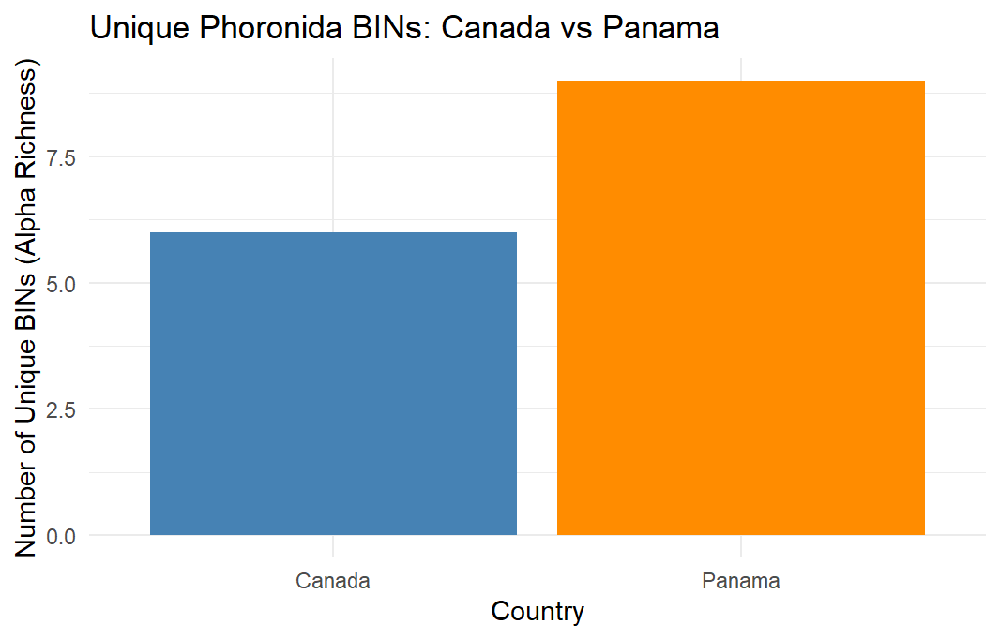 Unique Phoronida BINs: Canada vs Panama
Number of Unique BINs (Alpha Richness)
7.5
5.0
2.5
0.0
Canada
Panama
Country